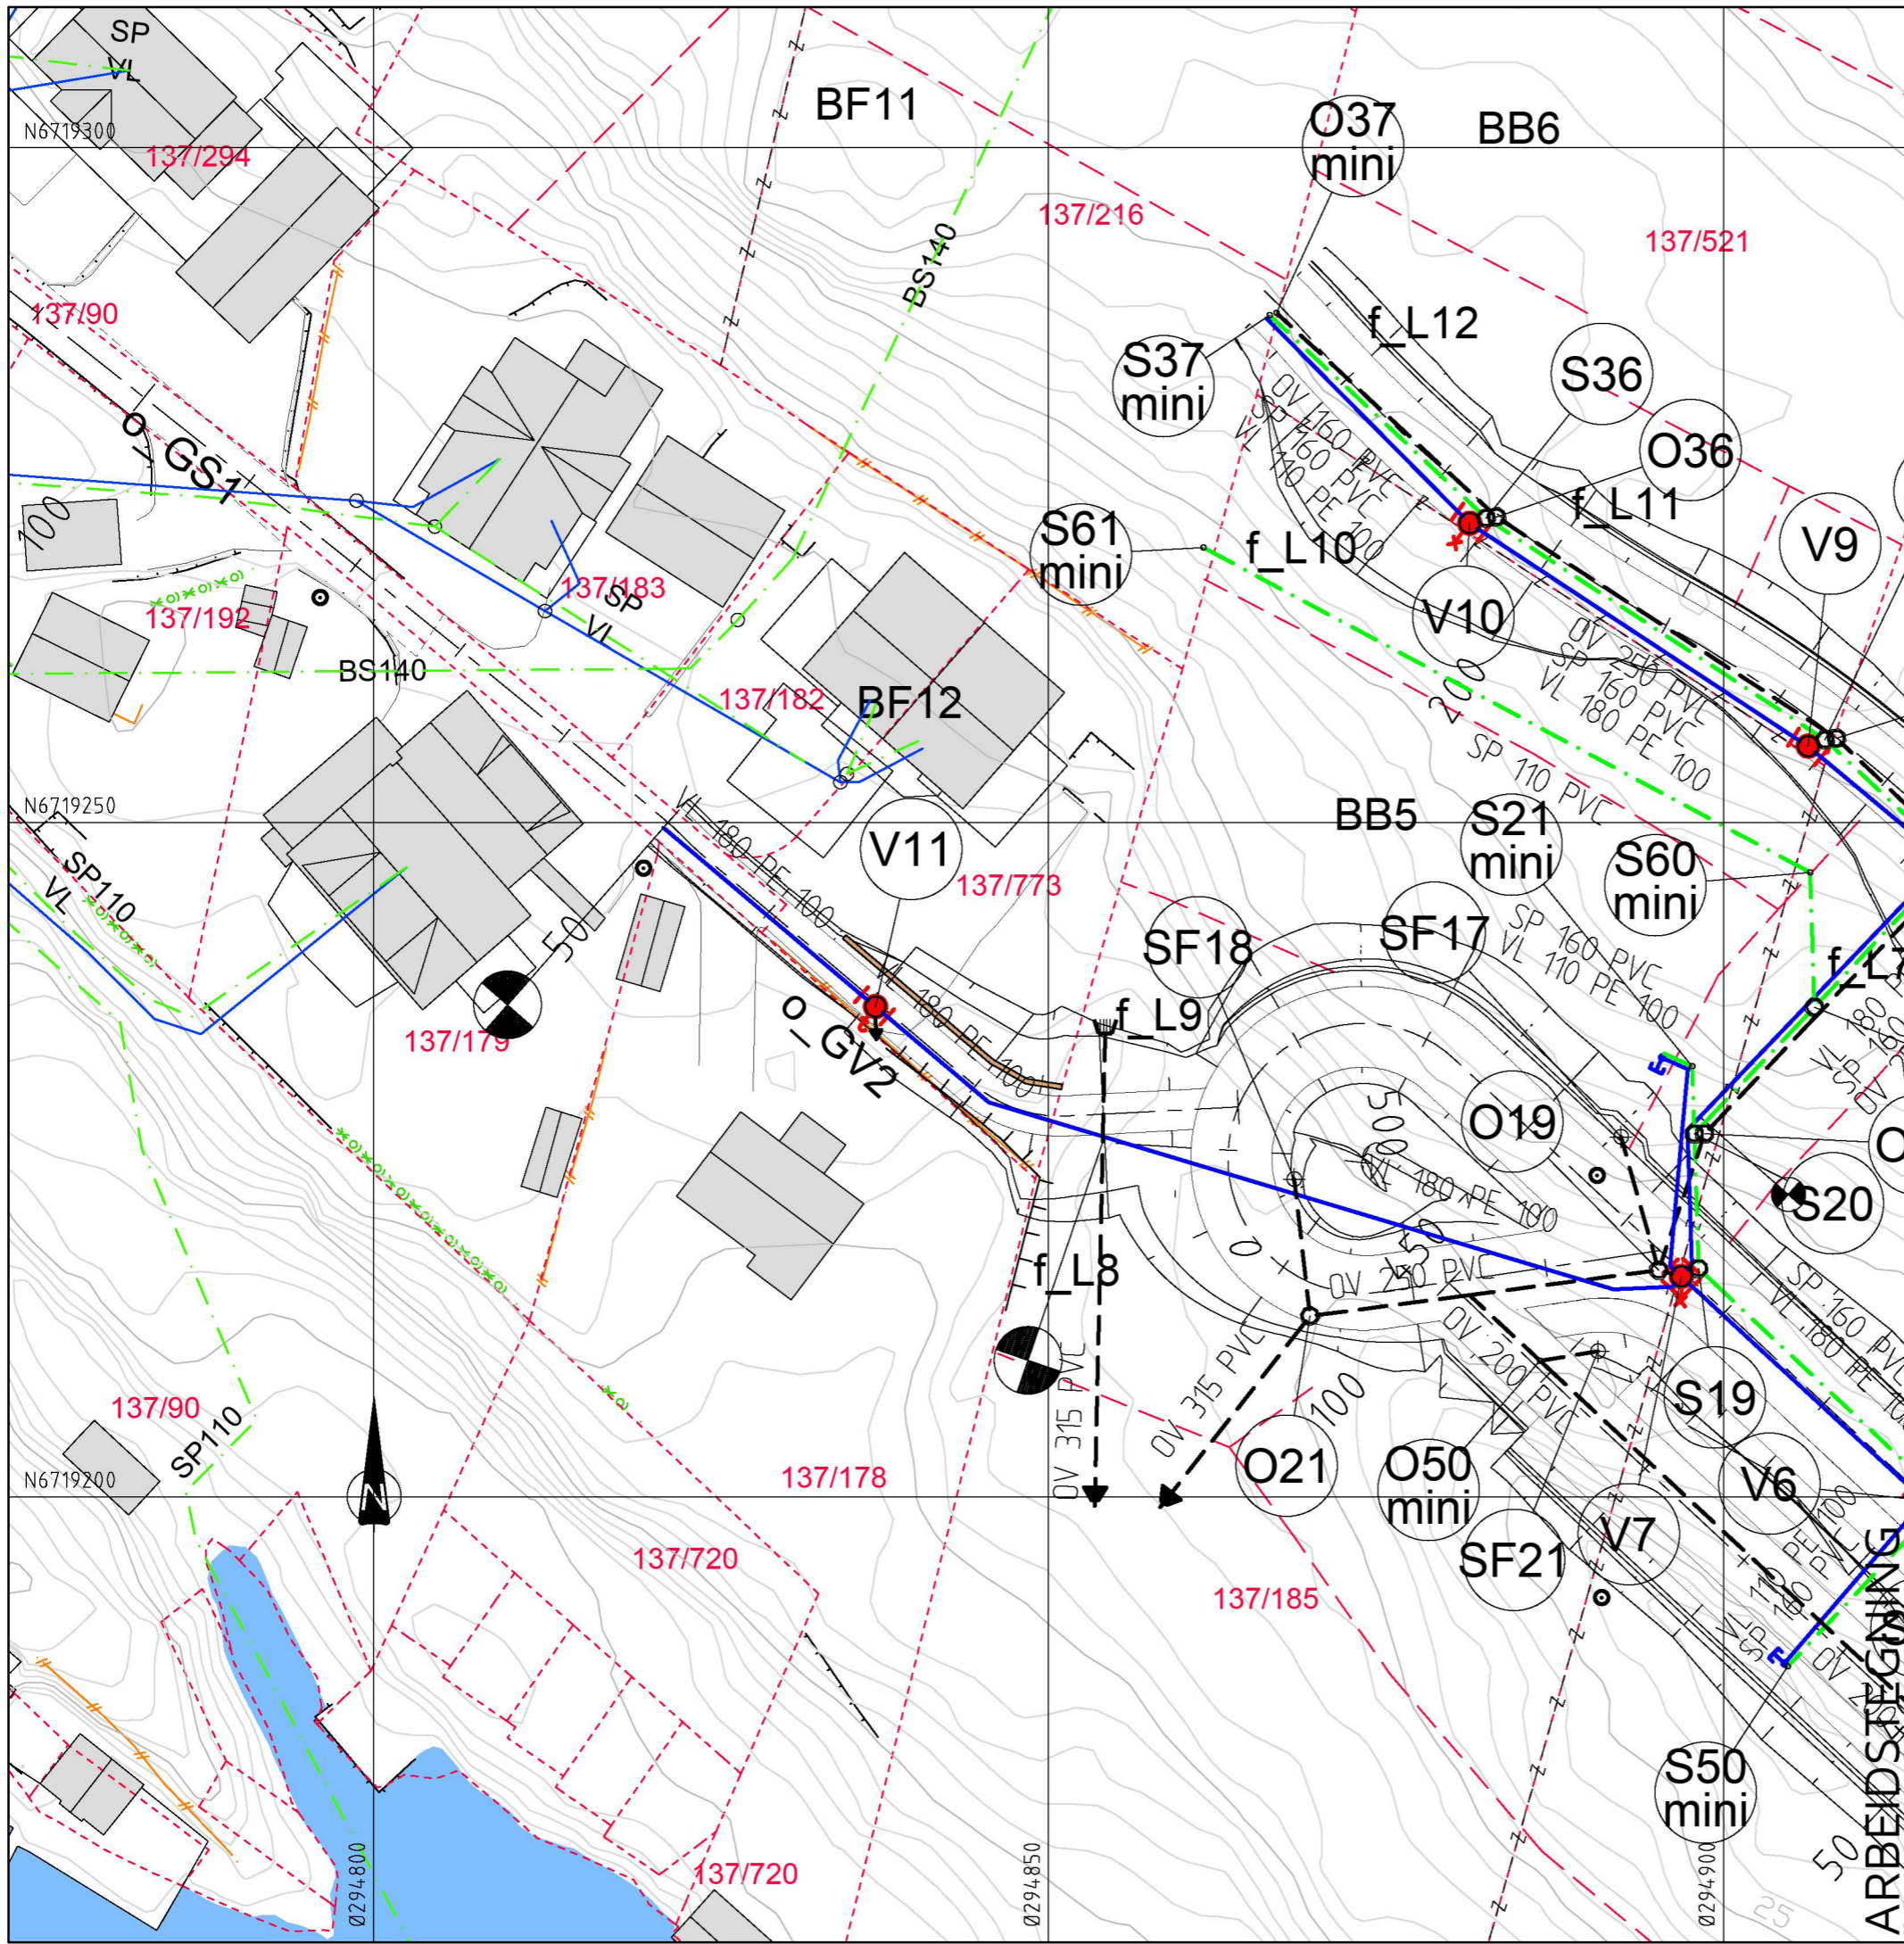 SP
VL
BF11
O37
mini
BB6
N6719300
137/294
137/216
137/521
BS140
137/90
f_L12
S37
mini
S36
o_GS1
OV 160 PVC
SP 160 PVC
VL 110 PE 100
O36
f_L11
100
S61
mini
f_L10
V9
137/183
SP
137/192
V10
OV 250 PVC
SP 160 PVC
VL 180 PE 100
BS140
137/182
BF12
200
SP 110 PVC
N6719250
BB5
S21
mini
V11
VL 180 PE 100
SP110
VL
137/773
S60
mini
50
SF18
SF17
SP 160 PVC
VL 110 PE 100
VL 180 PE 100
f_L9
137/179
o_GV2
500
O19
VL 180 PE 100
S20
f_L8
0
450
OV 250 PVC
SP 160 PVC
OV 200 PVC
OV 315 PVC
OV 315 PVC
137/90
SP110
100
S19
N6719200
N
137/178
O21
O50
mini
V6
V7
SF21
137/720
137/185
S50
mini
ARBEIDSTEGNING
137/720
50
Ø294800
Ø294850
Ø294900
25